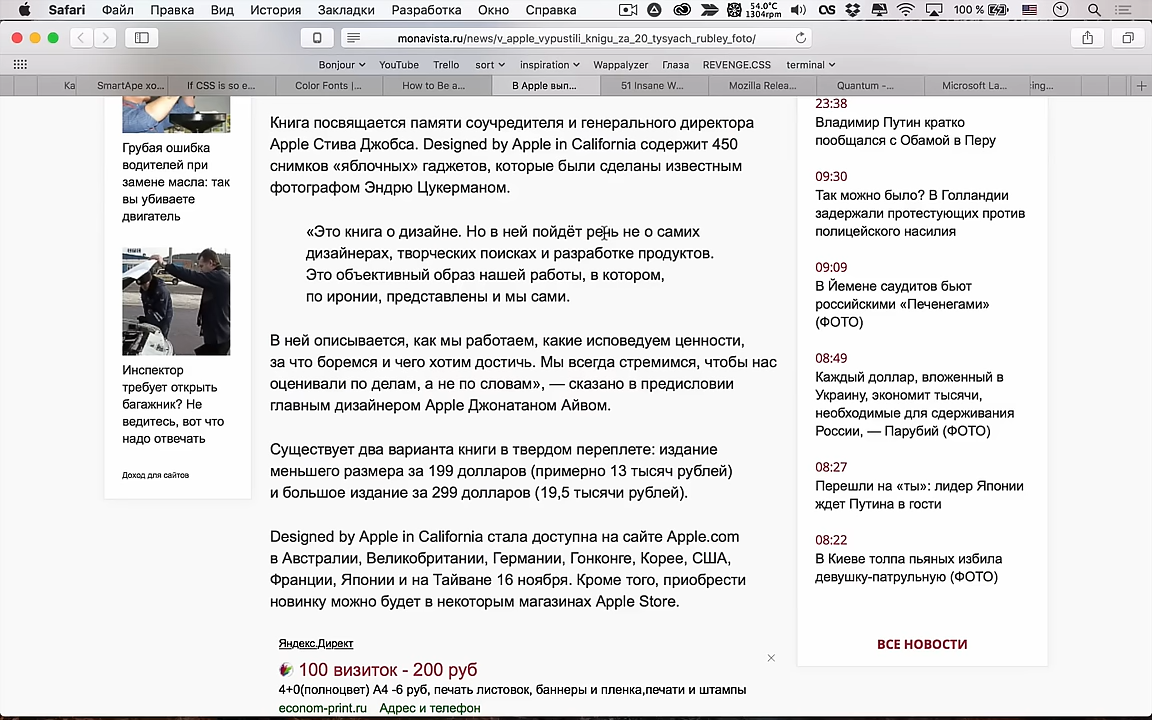 Safari Файл Правка Вид История Закладки Разработка Окно Справка 54.0°C 1304rpm 100 %
monavista.ru/news/v_apple_vypustili_knigu_za_20_tysyach_rubley_foto/
Bonjour YouTube Trello sort inspiration Wappalyzer Глаза REVENGE.CSS terminal
Ka SmartApe xo... If CSS is so e... Color Fonts |... How to Be a... В Apple вып... 51 Insane W... Mozilla Relea... Quantum -... Microsoft La... ing...
Грубая ошибка
водителей при
замене масла: так
вы убиваете
двигатель
Инспектор
требует открыть
багажник? Не
ведитесь, вот что
надо отвечать
Доход для сайтов
Книга посвящается памяти соучредителя и генерального директора
Apple Стива Джобса. Designed by Apple in California содержит 450
снимков «яблочных» гаджетов, которые были сделаны известным
фотографом Эндрю Цукерманом.
«Это книга о дизайне. Но в ней пойдёт речь не о самих
дизайнерах, творческих поисках и разработке продуктов.
Это объективный образ нашей работы, в котором,
по иронии, представлены и мы сами.
В ней описывается, как мы работаем, какие исповедуем ценности,
за что боремся и чего хотим достичь. Мы всегда стремимся, чтобы нас
оценивали по делам, а не по словам», — сказано в предисловии
главным дизайнером Apple Джонатаном Айвом.
Существует два варианта книги в твердом переплете: издание
меньшего размера за 199 долларов (примерно 13 тысяч рублей)
и большое издание за 299 долларов (19,5 тысячи рублей).
Designed by Apple in California стала доступна на сайте Apple.com
в Австралии, Великобритании, Германии, Гонконге, Корее, США,
Франции, Японии и на Тайване 16 ноября. Кроме того, приобрести
новинку можно будет в некоторым магазинах Apple Store.
Яндекс.Директ
100 визиток - 200 руб
4+0(полноцвет) А4 -6 руб, печать листовок, баннеры и пленка,печати и штампы
econom-print.ru Адрес и телефон
23:38
Владимир Путин кратко
пообщался с Обамой в Перу
09:30
Так можно было? В Голландии
задержали протестующих против
полицейского насилия
09:09
В Йемене саудитов бьют
российскими «Печенегами»
(ФОТО)
08:49
Каждый доллар, вложенный в
Украину, экономит тысячи,
необходимые для сдерживания
России, — Парубий (ФОТО)
08:27
Перешли на «ты»: лидер Японии
ждет Путина в гости
08:22
В Киеве толпа пьяных избила
девушку-патрульную (ФОТО)
ВСЕ НОВОСТИ